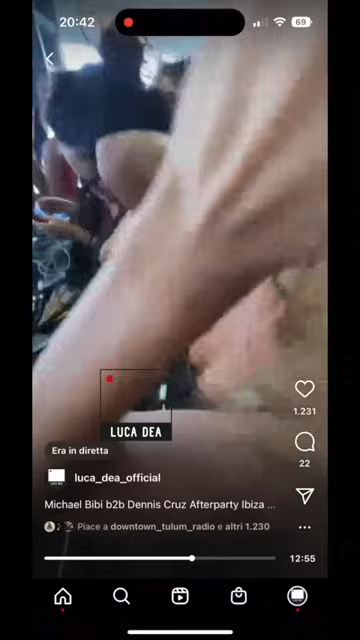 20:42
69
LUCA DEA
Era in diretta
luca_dea_official
Michael Bibi b2b Dennis Cruz Afterparty Ibiza ...
Piace a downtown_tulum_radio e altri 1.230
1.231
22
12:55